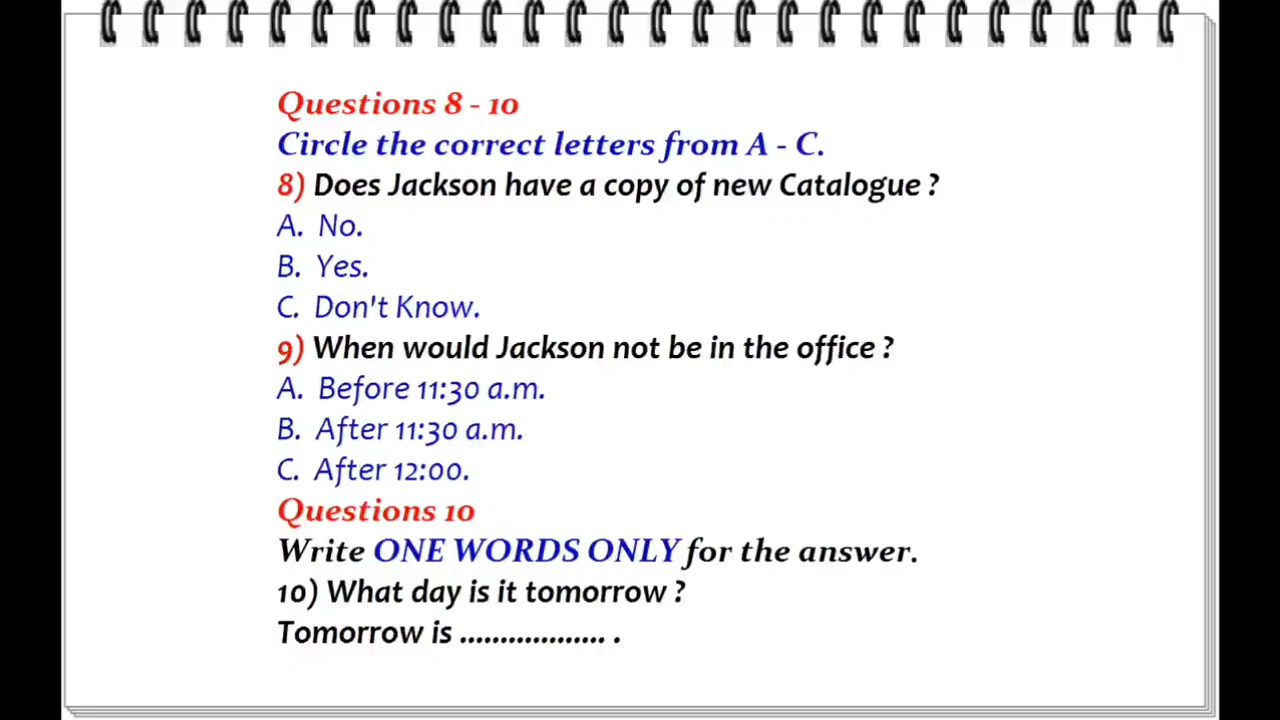 Questions 8 - 10
Circle the correct letters from A - C.
8) Does Jackson have a copy of new Catalogue ?
A. No.
B. Yes.
C. Don't Know.
9) When would Jackson not be in the office ?
A. Before 11:30 a.m.
B. After 11:30 a.m.
C. After 12:00.
Questions 10
Write ONE WORDS ONLY for the answer.
10) What day is it tomorrow ?
Tomorrow is .................. .